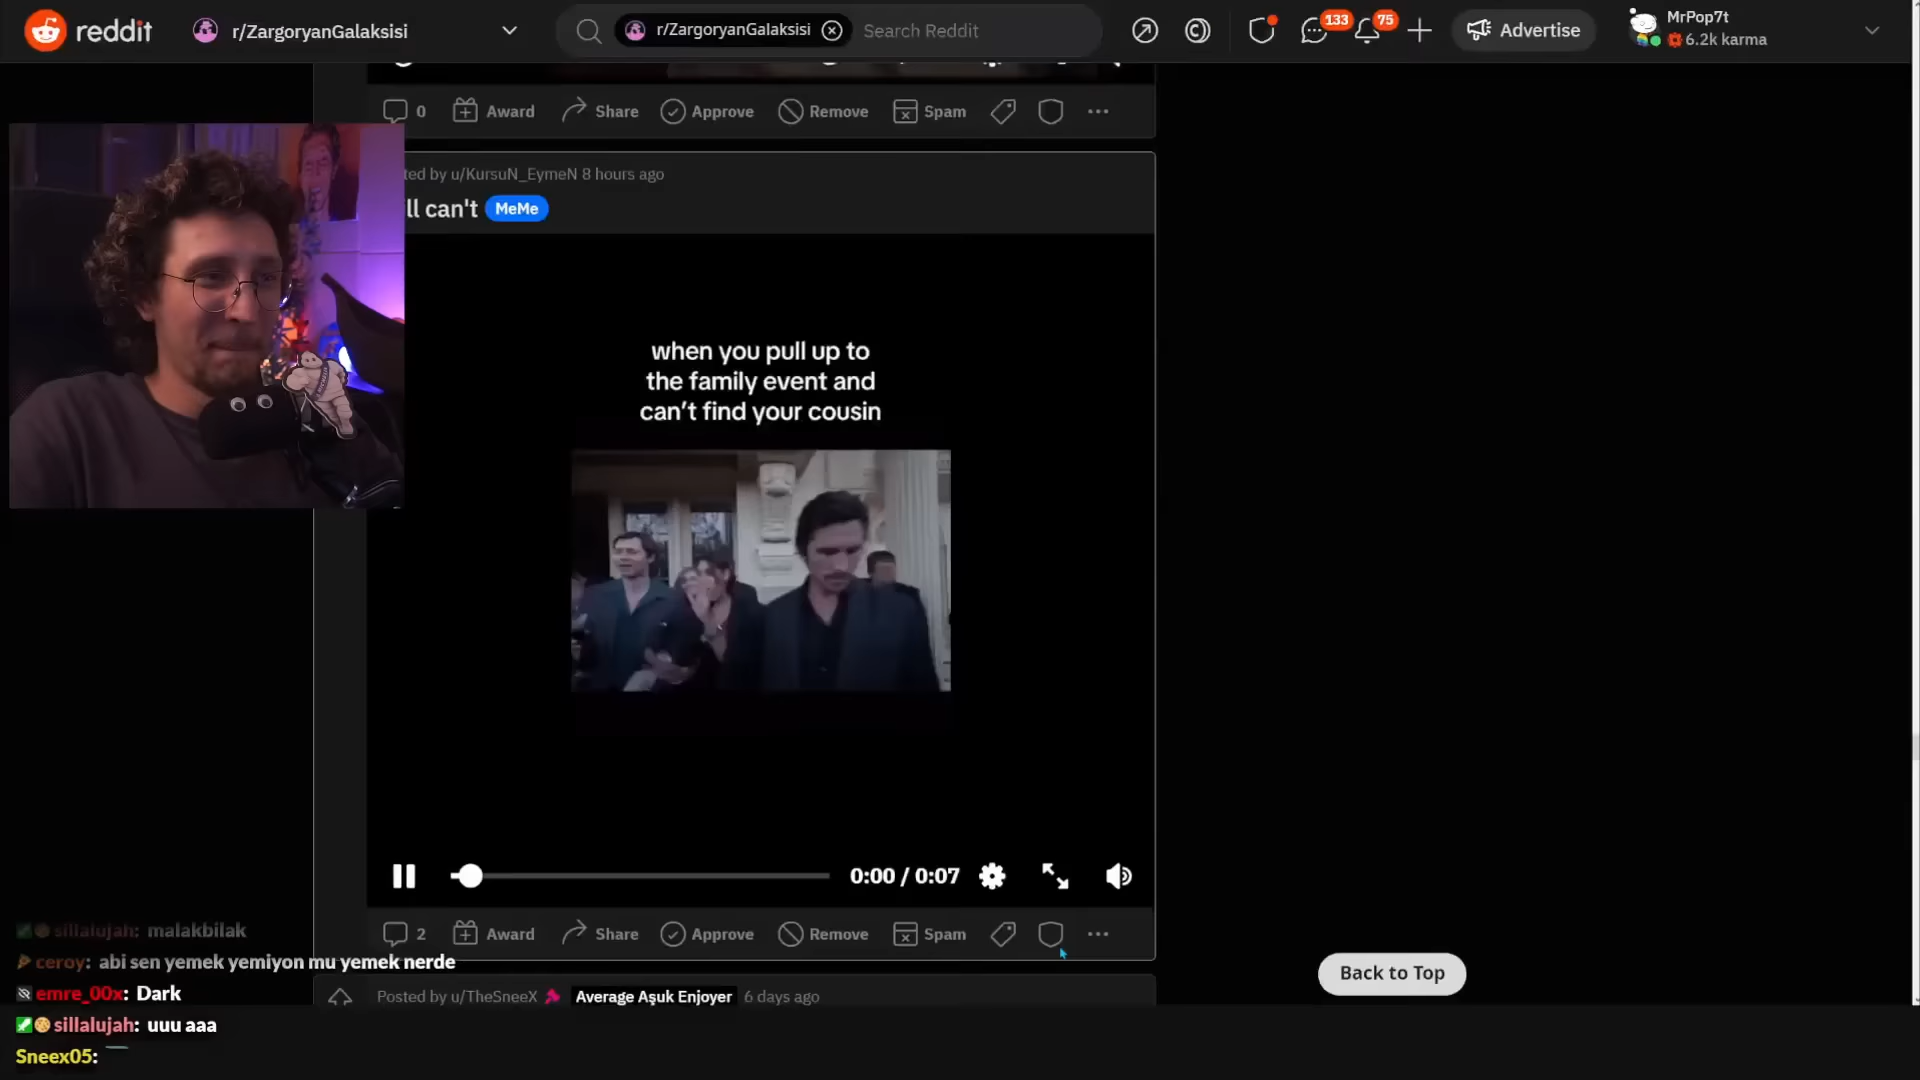 reddit
r/ZargoryanGalaksisi
r/ZargoryanGalaksisi
Search Reddit
133
75
Advertise
MrPop7t
6.2k karma
0
Award
Share
Approve
Remove
Spam
ted by u/KursuN_EymeN 8 hours ago
ll can't
MeMe
when you pull up to
the family event and
can't find your cousin
0:00 / 0:07
2
Award
Share
Approve
Remove
Spam
Back to Top
Posted by u/TheSneeX
Average Aşuk Enjoyer
6 days ago
sillalujah: malakbilak
ceroy: abi sen yemek yemiyon mu yemek nerde
emre_00x: Dark
sillalujah: uuu aaa
Sneex05: